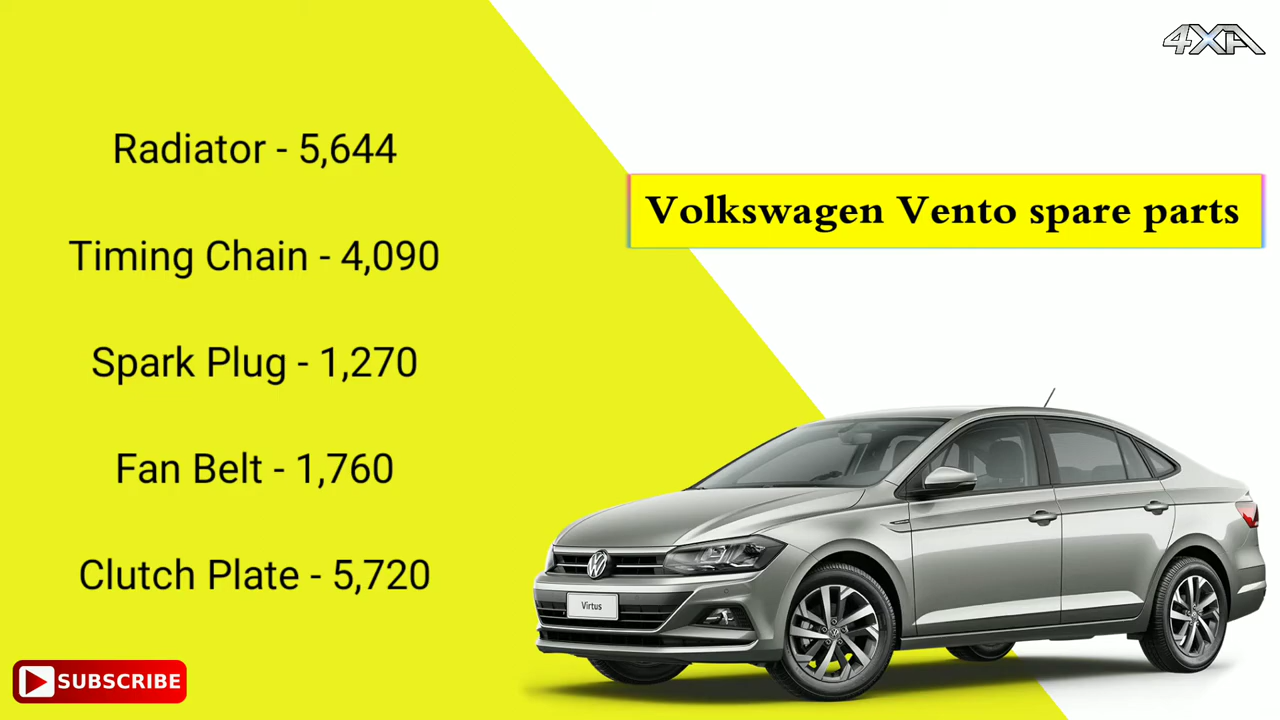 4XA
Volkswagen Vento spare parts
Radiator - 5,644
Timing Chain - 4,090
Spark Plug - 1,270
Fan Belt - 1,760
Clutch Plate - 5,720
Virtus
SUBSCRIBE